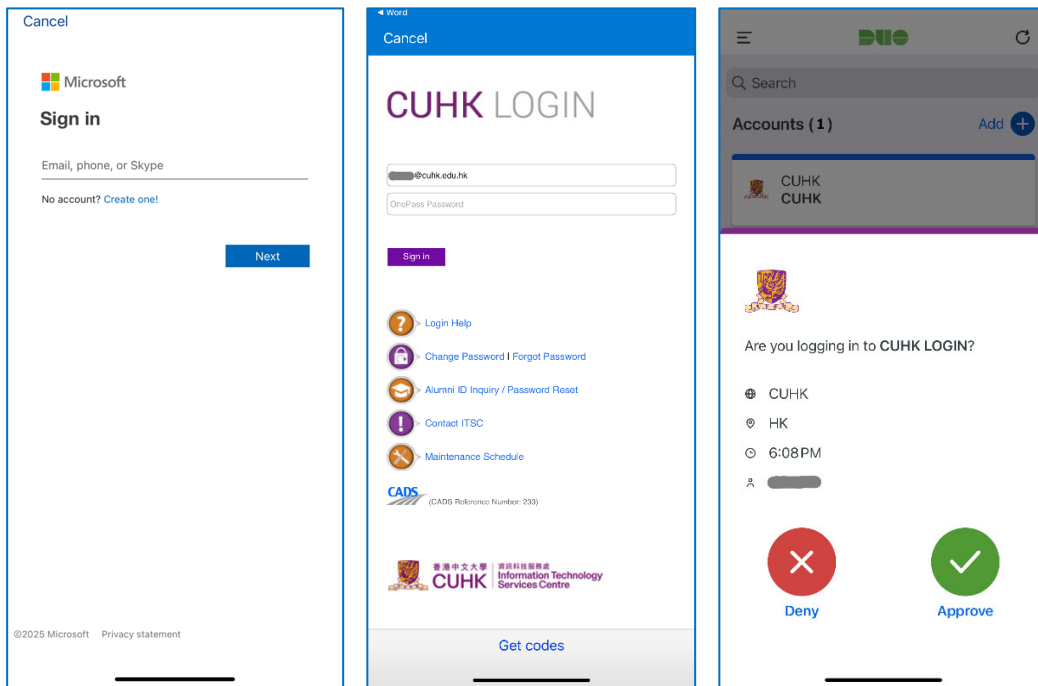 Cancel
Microsoft
Sign in
Email, phone, or Skype
No account? Create one!
Next
©2025 Microsoft Privacy statement
Word
Cancel
CUHK LOGIN
@cuhk.edu.hk
OnePass Password
Sign in
Login Help
Change Password | Forgot Password
Alumni ID Inquiry / Password Reset
Contact ITSC
Maintenance Schedule
CADS
(CADS Reference Number: 233)
香港中文大學 資訊科技服務處
CUHK Information Technology
Services Centre
Get codes
DUO
Search
Accounts (1) Add
CUHK
CUHK
Are you logging in to CUHK LOGIN?
CUHK
HK
6:08PM
Deny Approve